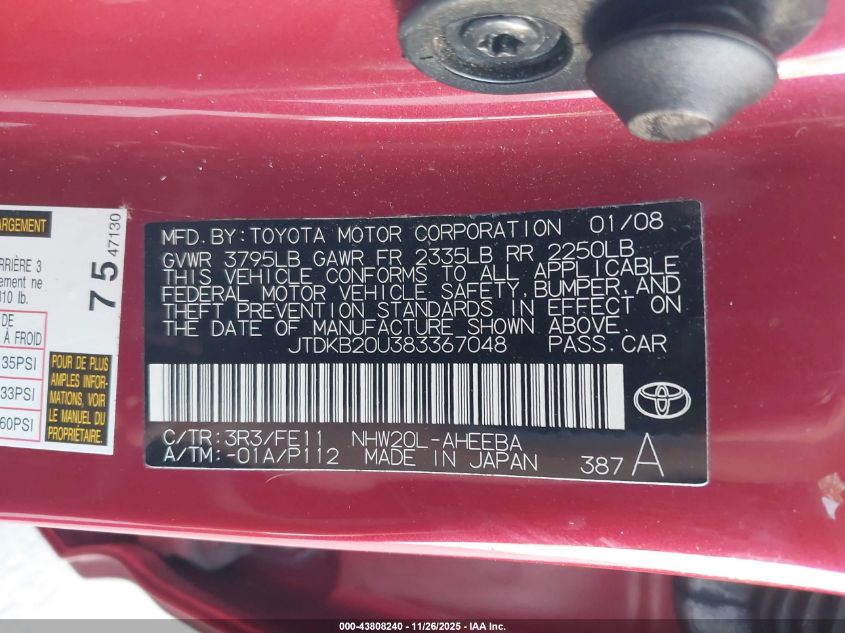 ARGEMENT
ARRIÈRE 3
ement ne
310 lb.
DE
À FROID
35PSI
33PSI
60PSI
75 47130
POUR DE PLUS
AMPLES INFOR-
MATIONS, VOIR
LE MANUEL DU
PROPRIÉTAIRE.
MFD. BY: TOYOTA MOTOR CORPORATION 01/08
GVWR 3795LB GAWR FR 2335LB RR 2250LB
THIS VEHICLE CONFORMS TO ALL APPLICABLE
FEDERAL MOTOR VEHICLE SAFETY, BUMPER, AND
THEFT PREVENTION STANDARDS IN EFFECT ON
THE DATE OF MANUFACTURE SHOWN ABOVE.
JTDKB20U383367048 PASS. CAR
C/TR: 3R3/FE11 NHW20L-AHEEBA
A/TM: -01A/P112 MADE IN JAPAN 387 A
000-43808240 - 11/26/2025 - IAA Inc.